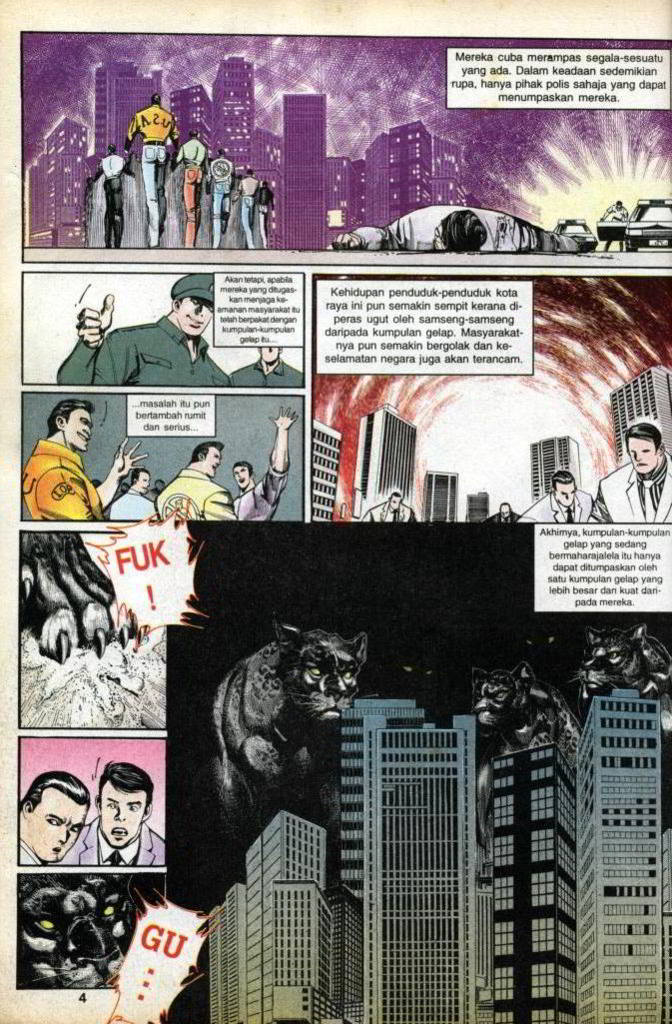 Mereka cuba merampas segala-sesuatu
yang ada. Dalam keadaan sedemikian
rupa, hanya pihak polis sahaja yang dapat
menumpaskan mereka.
U.S.A
Akan tetapi, apabila
mereka yang ditugas-
kan menjaga ke-
amanan masyarakat itu
telah berpakat dengan
kumpulan-kumpulan
gelap itu...
Kehidupan penduduk-penduduk kota
raya ini pun semakin sempit kerana di-
peras ugut oleh samseng-samseng
daripada kumpulan gelap. Masyarakat-
nya pun semakin bergolak dan ke-
selamatan negara juga akan terancam.
...masalah itu pun
bertambah rumit
dan serius...
Akhirnya, kumpulan-kumpulan
gelap yang sedang
bermaharajalela itu hanya
dapat ditumpaskan oleh
satu kumpulan gelap yang
lebih besar dan kuat dari-
pada mereka.
FUK
!
GU
...
4